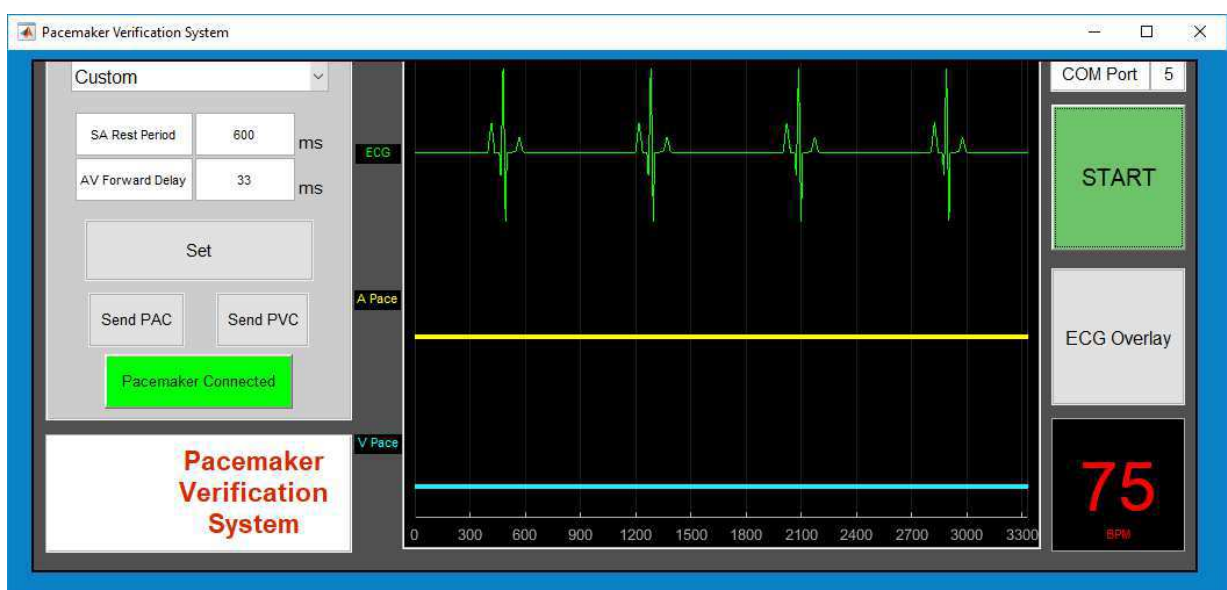 Pacemaker Verification System
Custom
SA Rest Period 600 ms
AV Forward Delay 33 ms
Set
Send PAC Send PVC
Pacemaker Connected
Pacemaker
Verification
System
ECG
A Pace
V Pace
0 300 600 900 1200 1500 1800 2100 2400 2700 3000 3300
COM Port 5
START
ECG Overlay
75
BPM